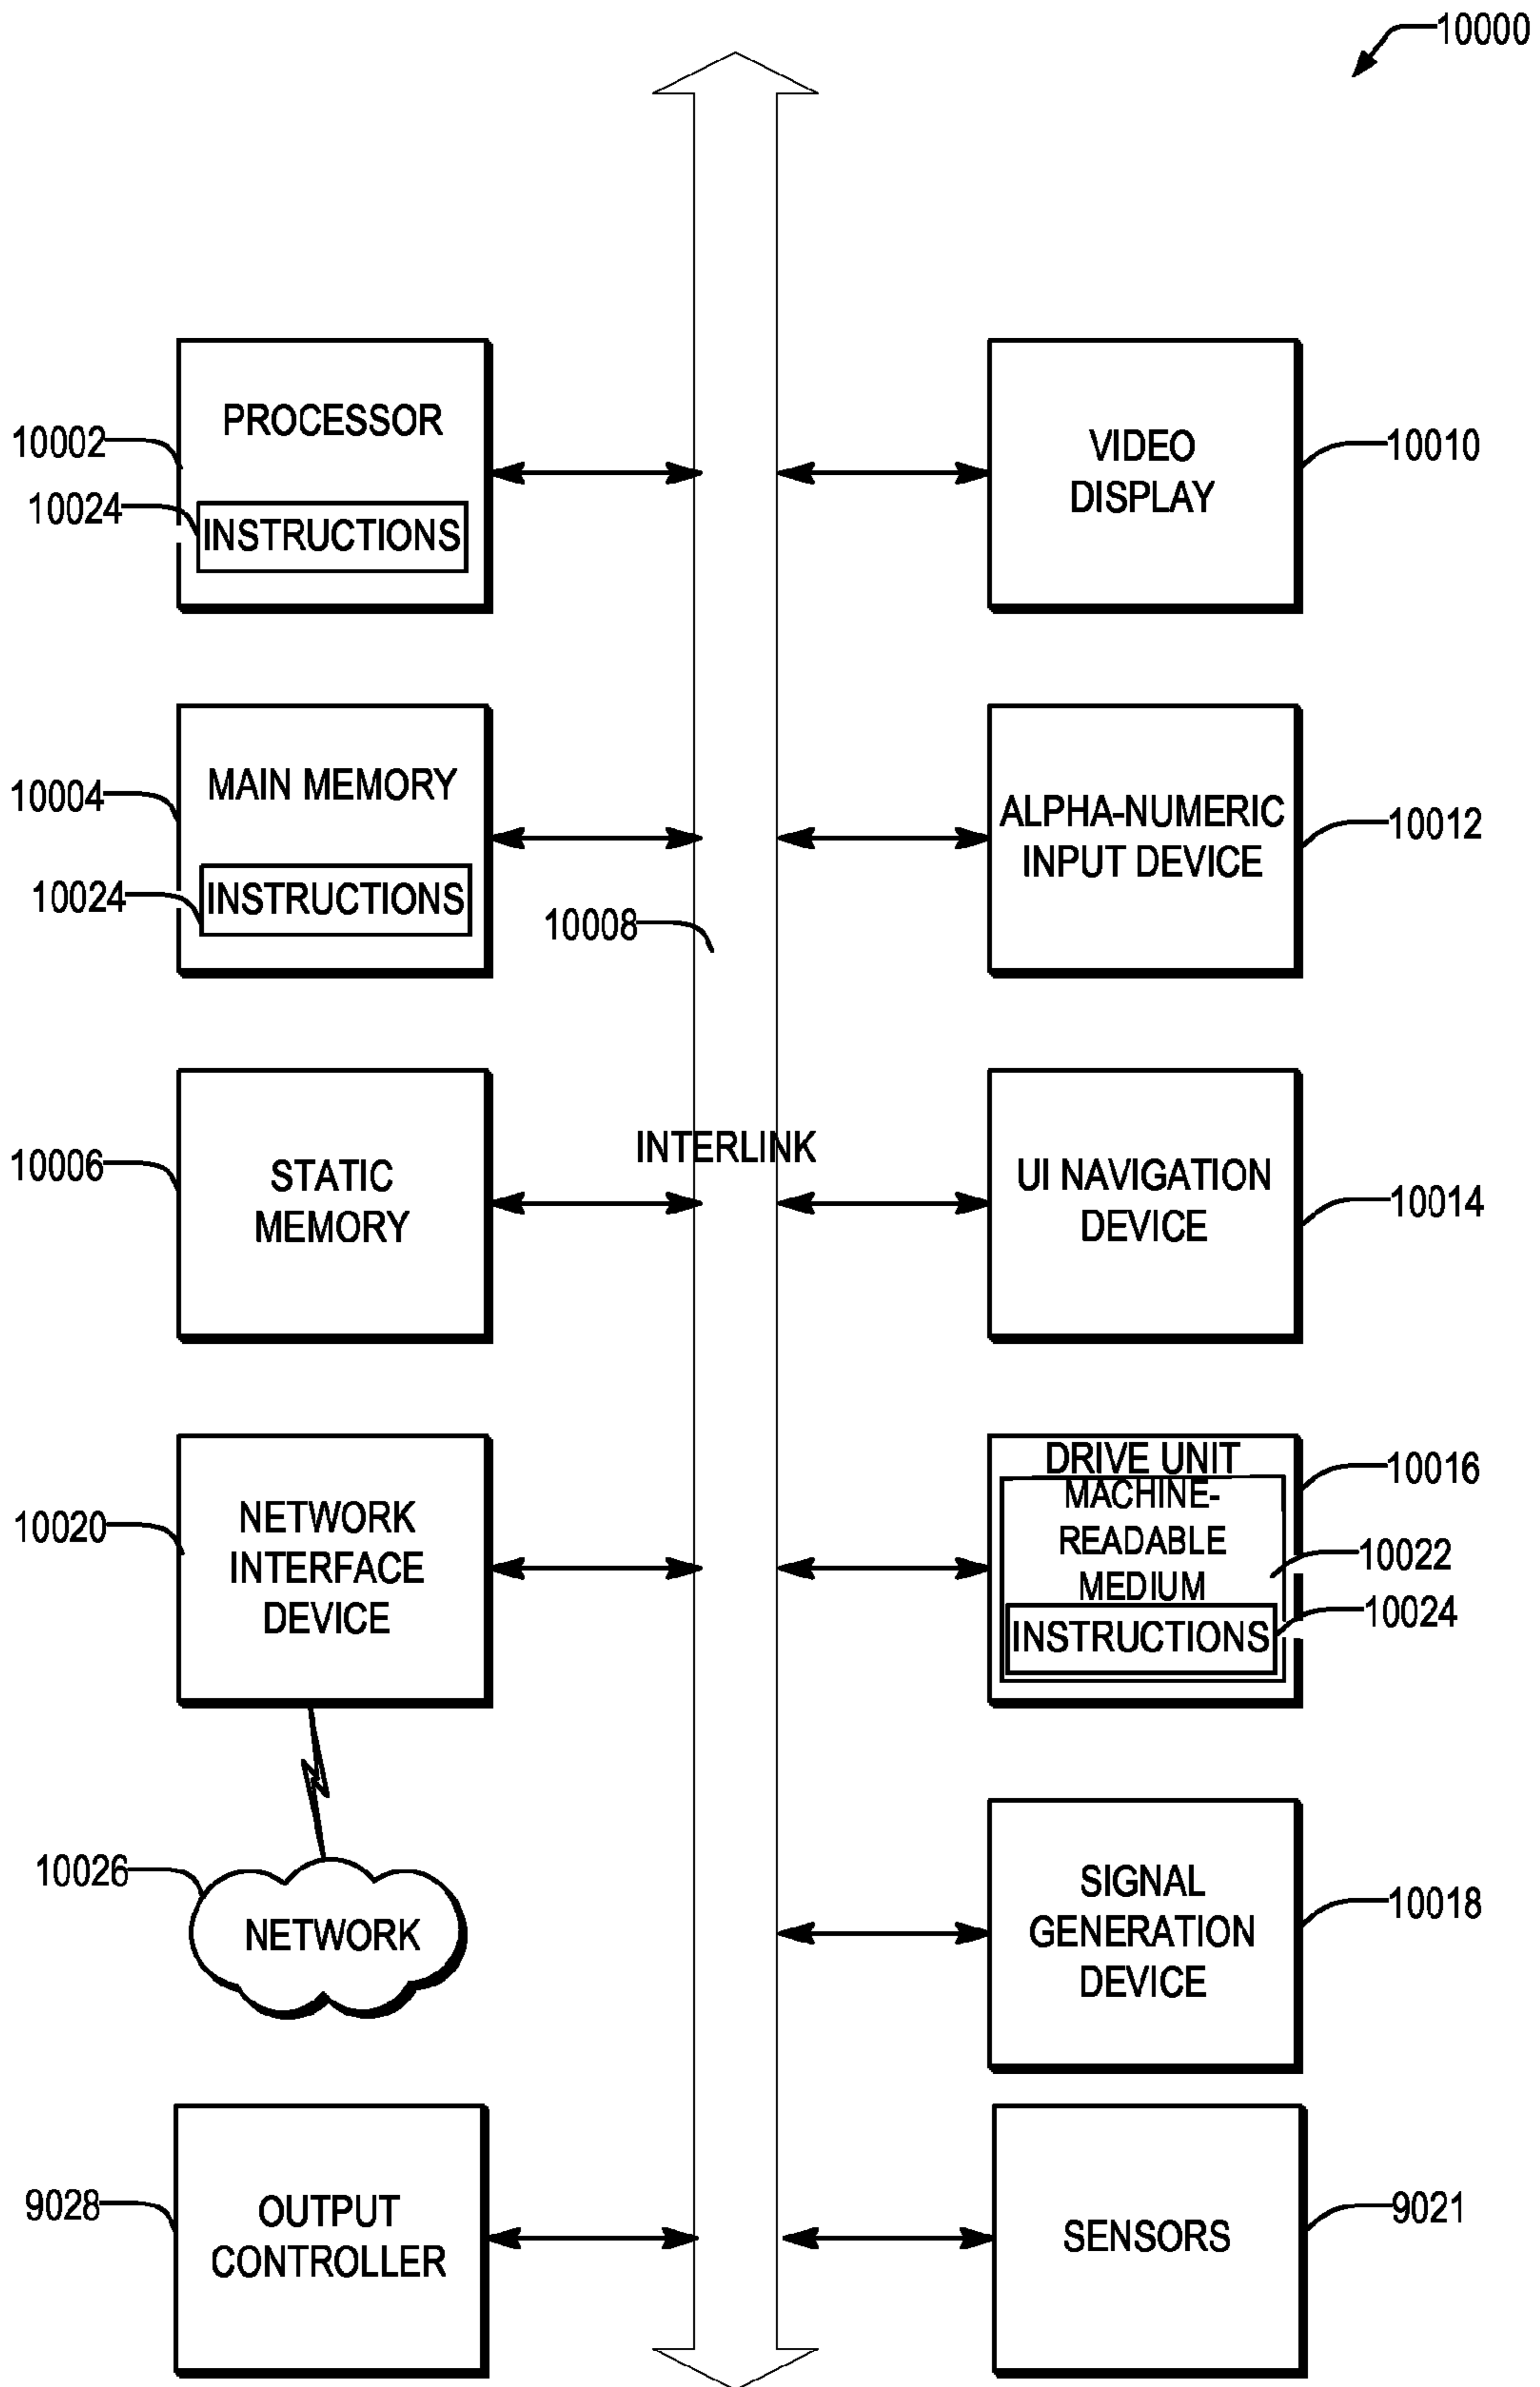 10000
PROCESSOR
10002
10024
INSTRUCTIONS
VIDEO
DISPLAY
10010
MAIN MEMORY
10004
10024
INSTRUCTIONS
10008
ALPHA-NUMERIC
INPUT DEVICE
10012
INTERLINK
10006
STATIC
MEMORY
UI NAVIGATION
DEVICE
10014
10020
NETWORK
INTERFACE
DEVICE
DRIVE UNIT
10016
MACHINE-
READABLE
MEDIUM
10022
INSTRUCTIONS
10024
10026
NETWORK
SIGNAL
GENERATION
DEVICE
10018
9028
OUTPUT
CONTROLLER
SENSORS
9021